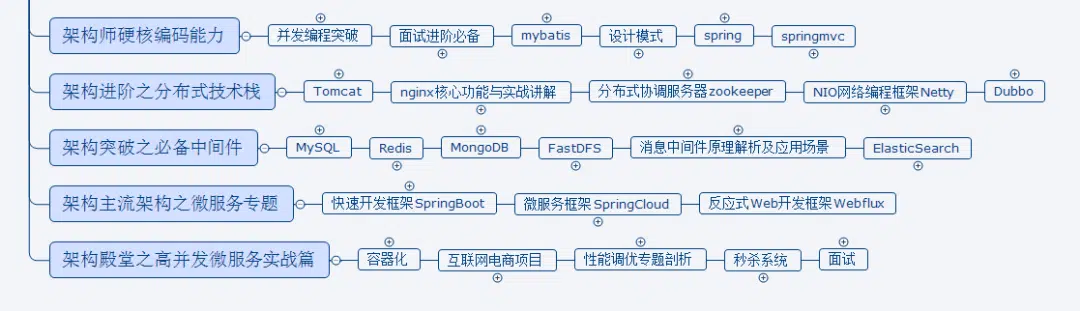 架构师硬核编码能力 并发编程突破 面试进阶必备 mybatis 设计模式 spring springmvc
架构进阶之分布式技术栈 Tomcat nginx核心功能与实战讲解 分布式协调服务器zookeeper NIO网络编程框架Netty Dubbo
架构突破之必备中间件 MySQL Redis MongoDB FastDFS 消息中间件原理解析及应用场景 ElasticSearch
架构主流架构之微服务专题 快速开发框架SpringBoot 微服务框架SpringCloud 反应式Web开发框架Webflux
架构殿堂之高并发微服务实战篇 容器化 互联网电商项目 性能调优专题剖析 秒杀系统 面试